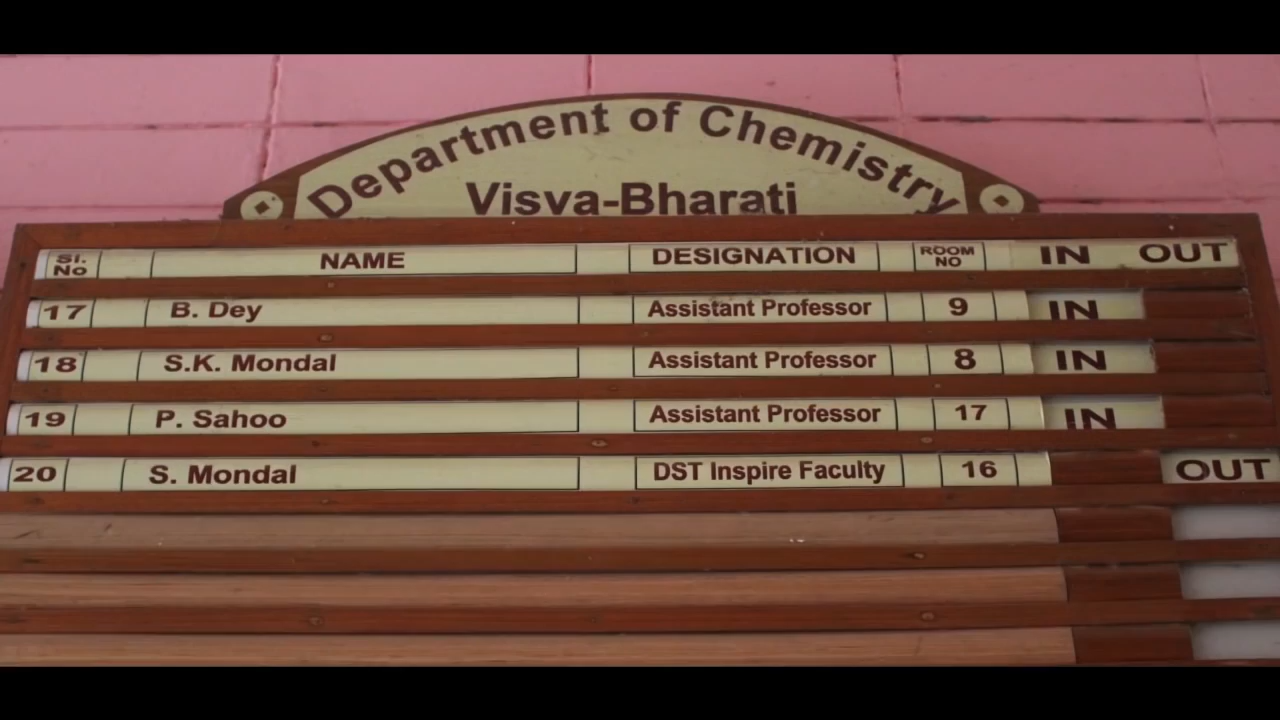 Department of Chemistry
Visva-Bharati
Sl. No NAME DESIGNATION ROOM NO IN OUT
17 B. Dey Assistant Professor 9 IN
18 S.K. Mondal Assistant Professor 8 IN
19 P. Sahoo Assistant Professor 17 IN
20 S. Mondal DST Inspire Faculty 16 OUT